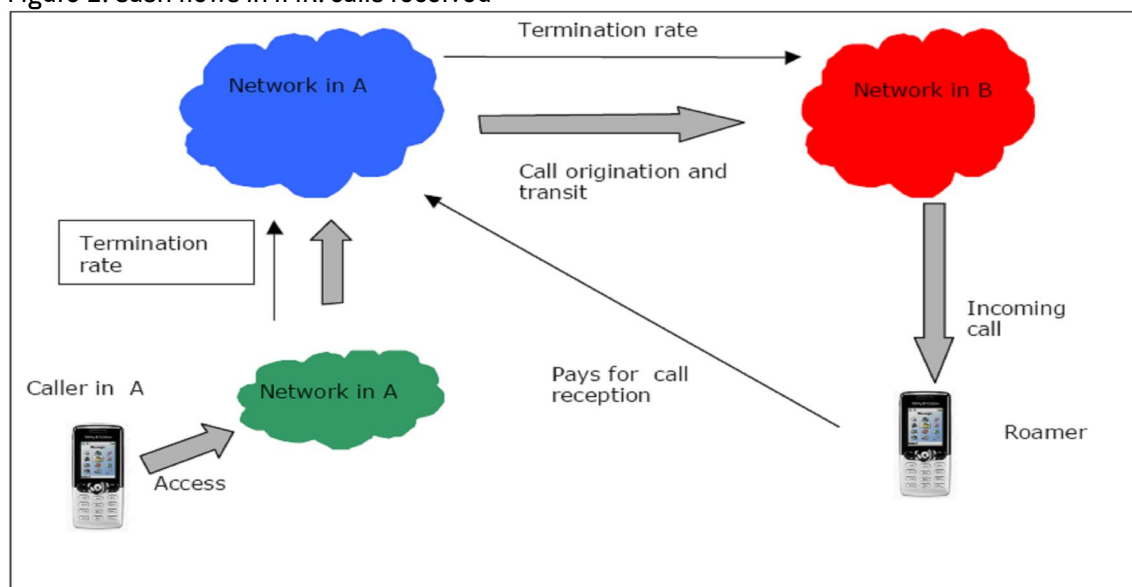 Termination rate
Network in A
Network in B
Call origination and
transit
Termination
rate
Incoming
call
Caller in A
Network in A
Pays for call
reception
Roamer
Access